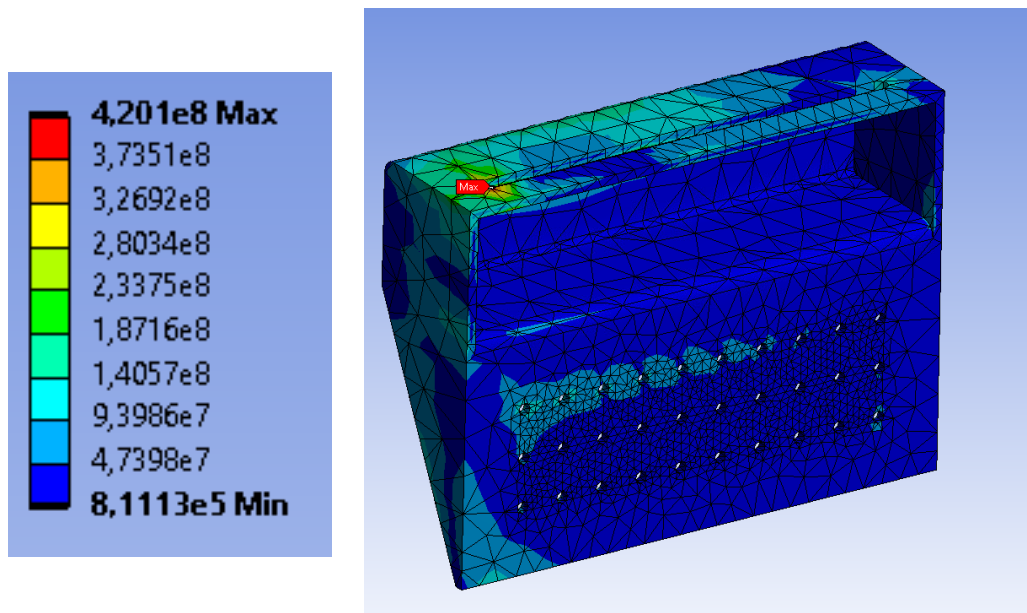 4,201e8 Max
3,7351e8
3,2692e8
2,8034e8
2,3375e8
1,8716e8
1,4057e8
9,3986e7
4,7398e7
8,1113e5 Min
Max